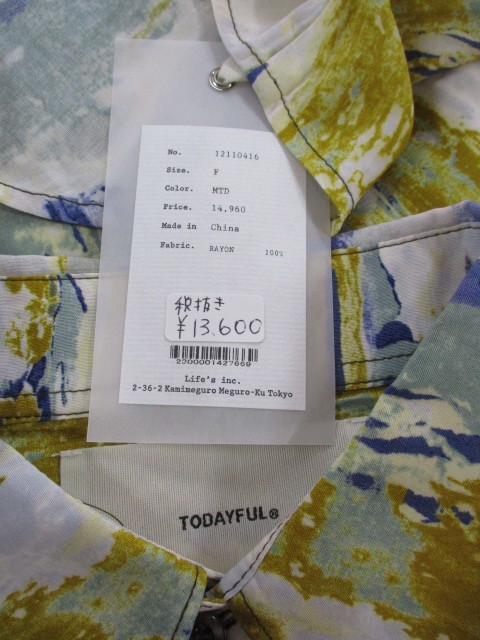 No. 12110416
Size. F
Color. MTD
Price. 14,960
Made in China
Fabric. RAYON 100%
税抜き
¥13.600
2300001427669
Life's inc.
2-36-2 Kamimeguro Meguro-Ku Tokyo
TODAYFUL®